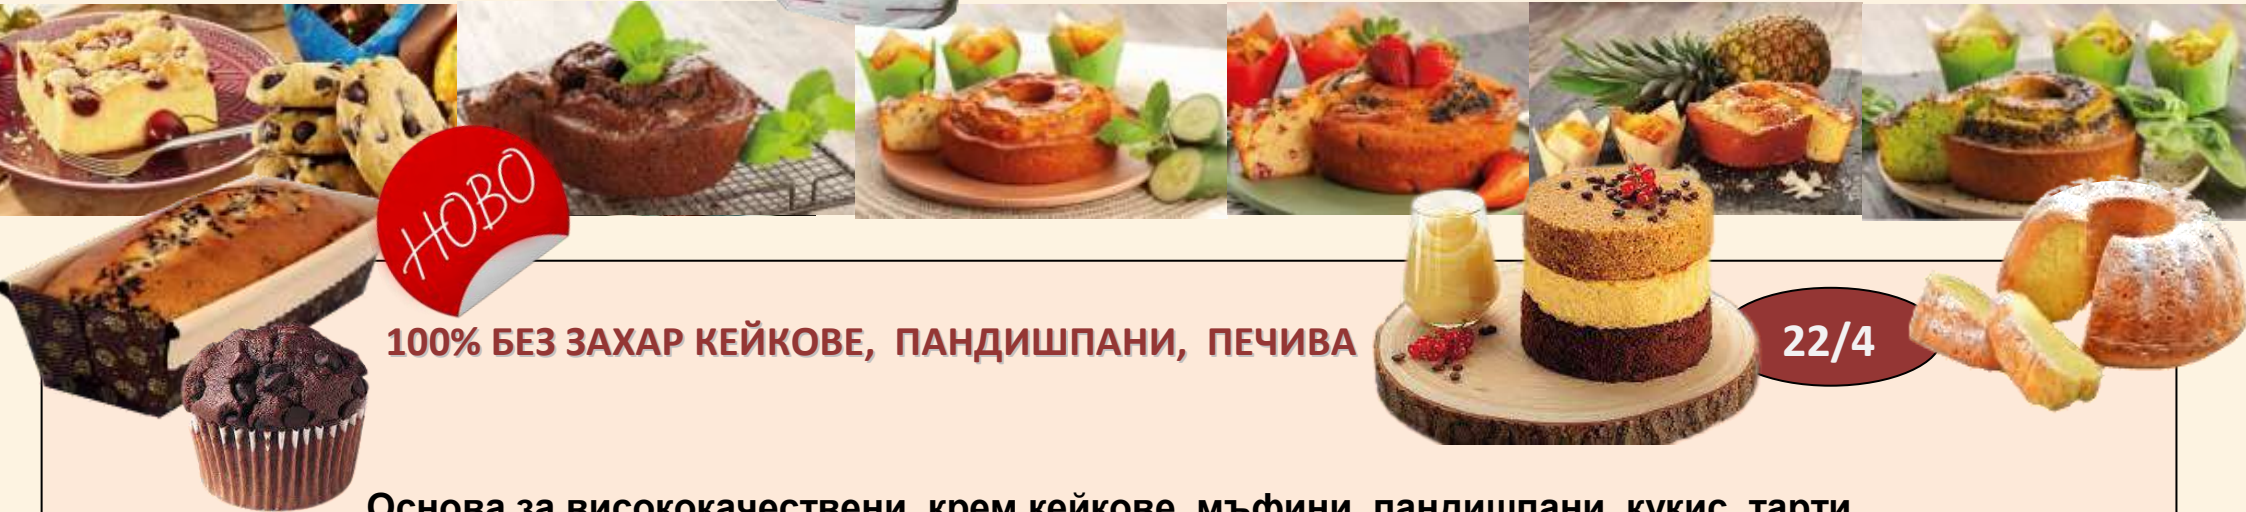 НОВО
100% БЕЗ ЗАХАР КЕЙКОВЕ, ПАНДИШПАНИ, ПЕЧИВА
22/4
Основа за висококачествени крем кейкове, мъфини, пандишпани, кукис, тарти